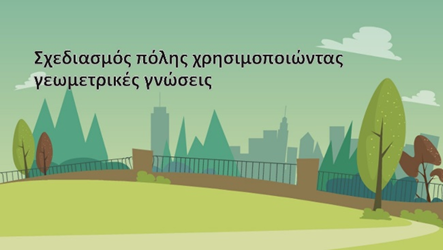 Σχεδιασμός πόλης χρησιμοποιώντας
γεωμετρικές γνώσεις